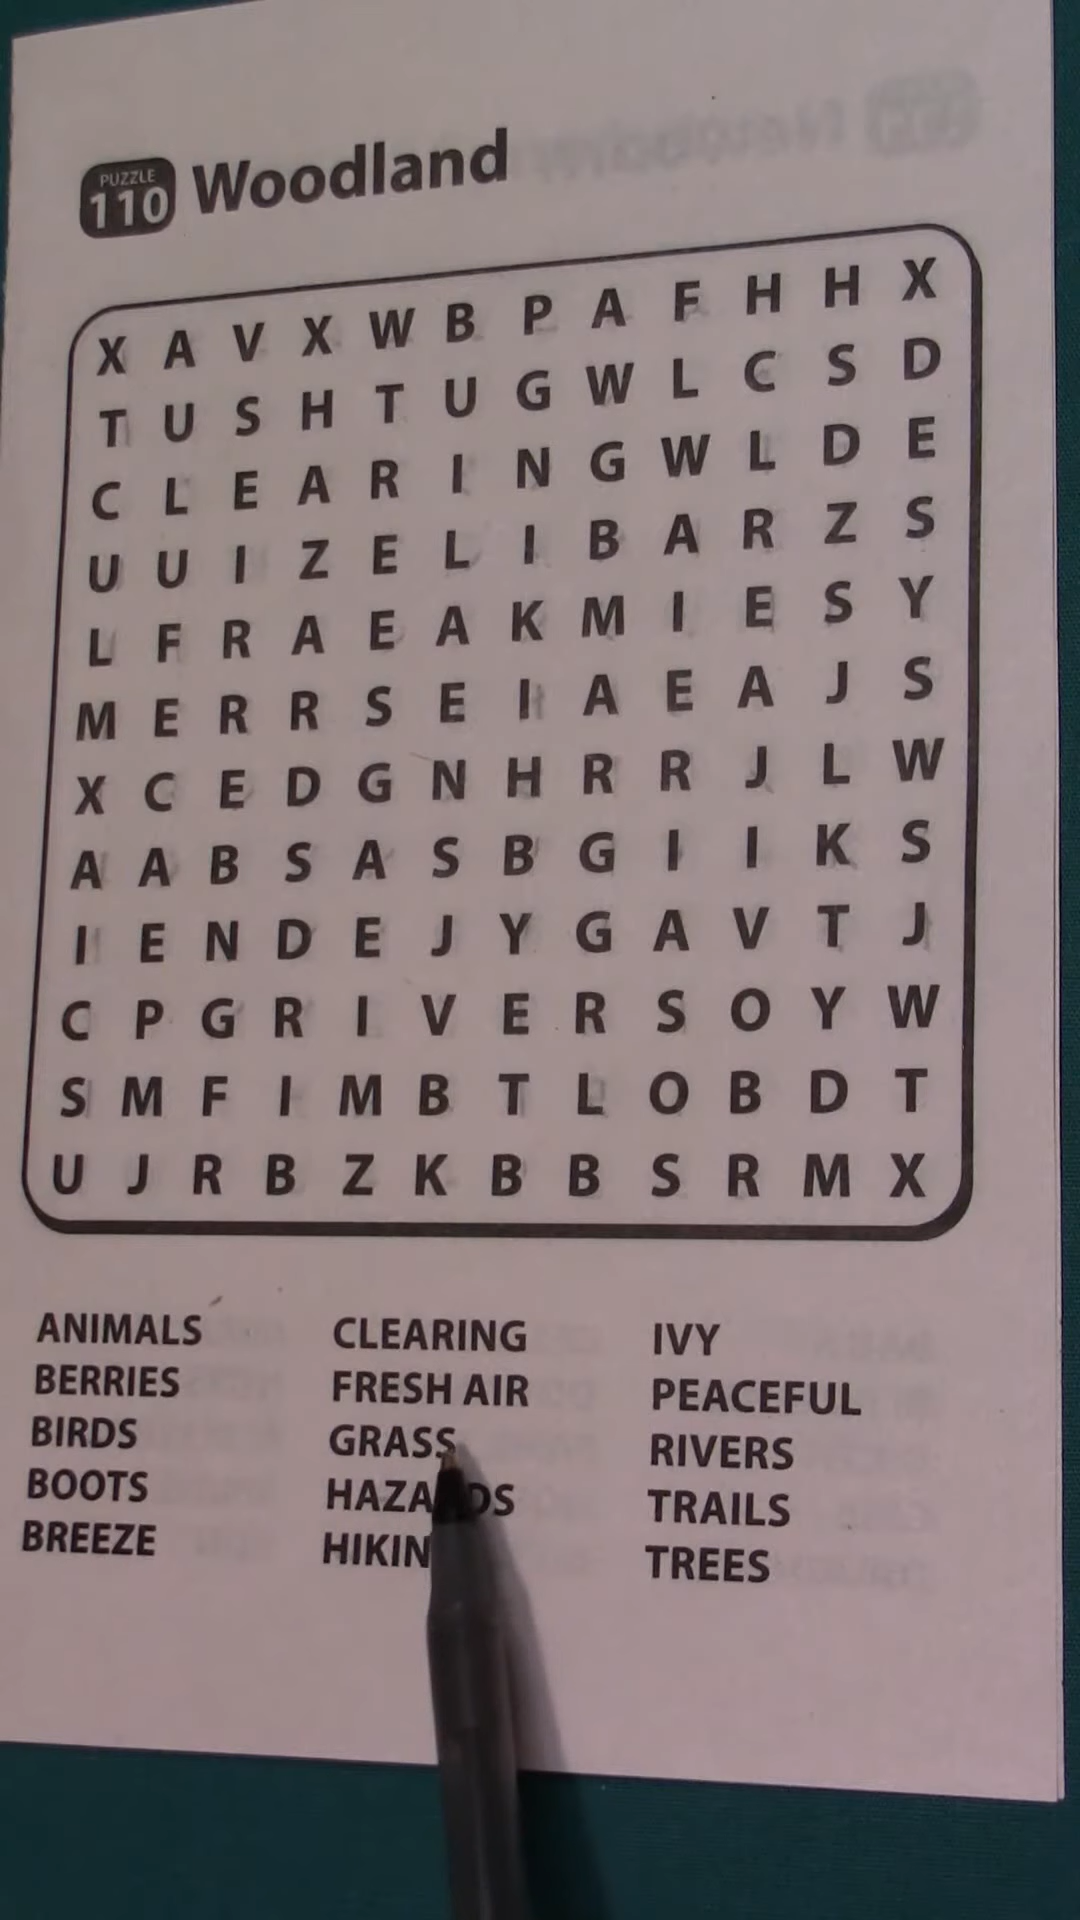 PUZZLE
110 Woodland
X A V X W B P A F H H X
T U S H T U G W L C S D
C L E A R I N G W L D E
U U I Z E L I B A R Z S
L F R A E A K M I E S Y
M E R R S E I A E A J S
X C E D G N H R R J L W
A A B S A S B G I I K S
I E N D E J Y G A V T J
C P G R I V E R S O Y W
S M F I M B T L O B D T
U J R B Z K B B S R M X
ANIMALS CLEARING IVY
BERRIES FRESH AIR PEACEFUL
BIRDS GRASS RIVERS
BOOTS TRAILS
BREEZE TREES